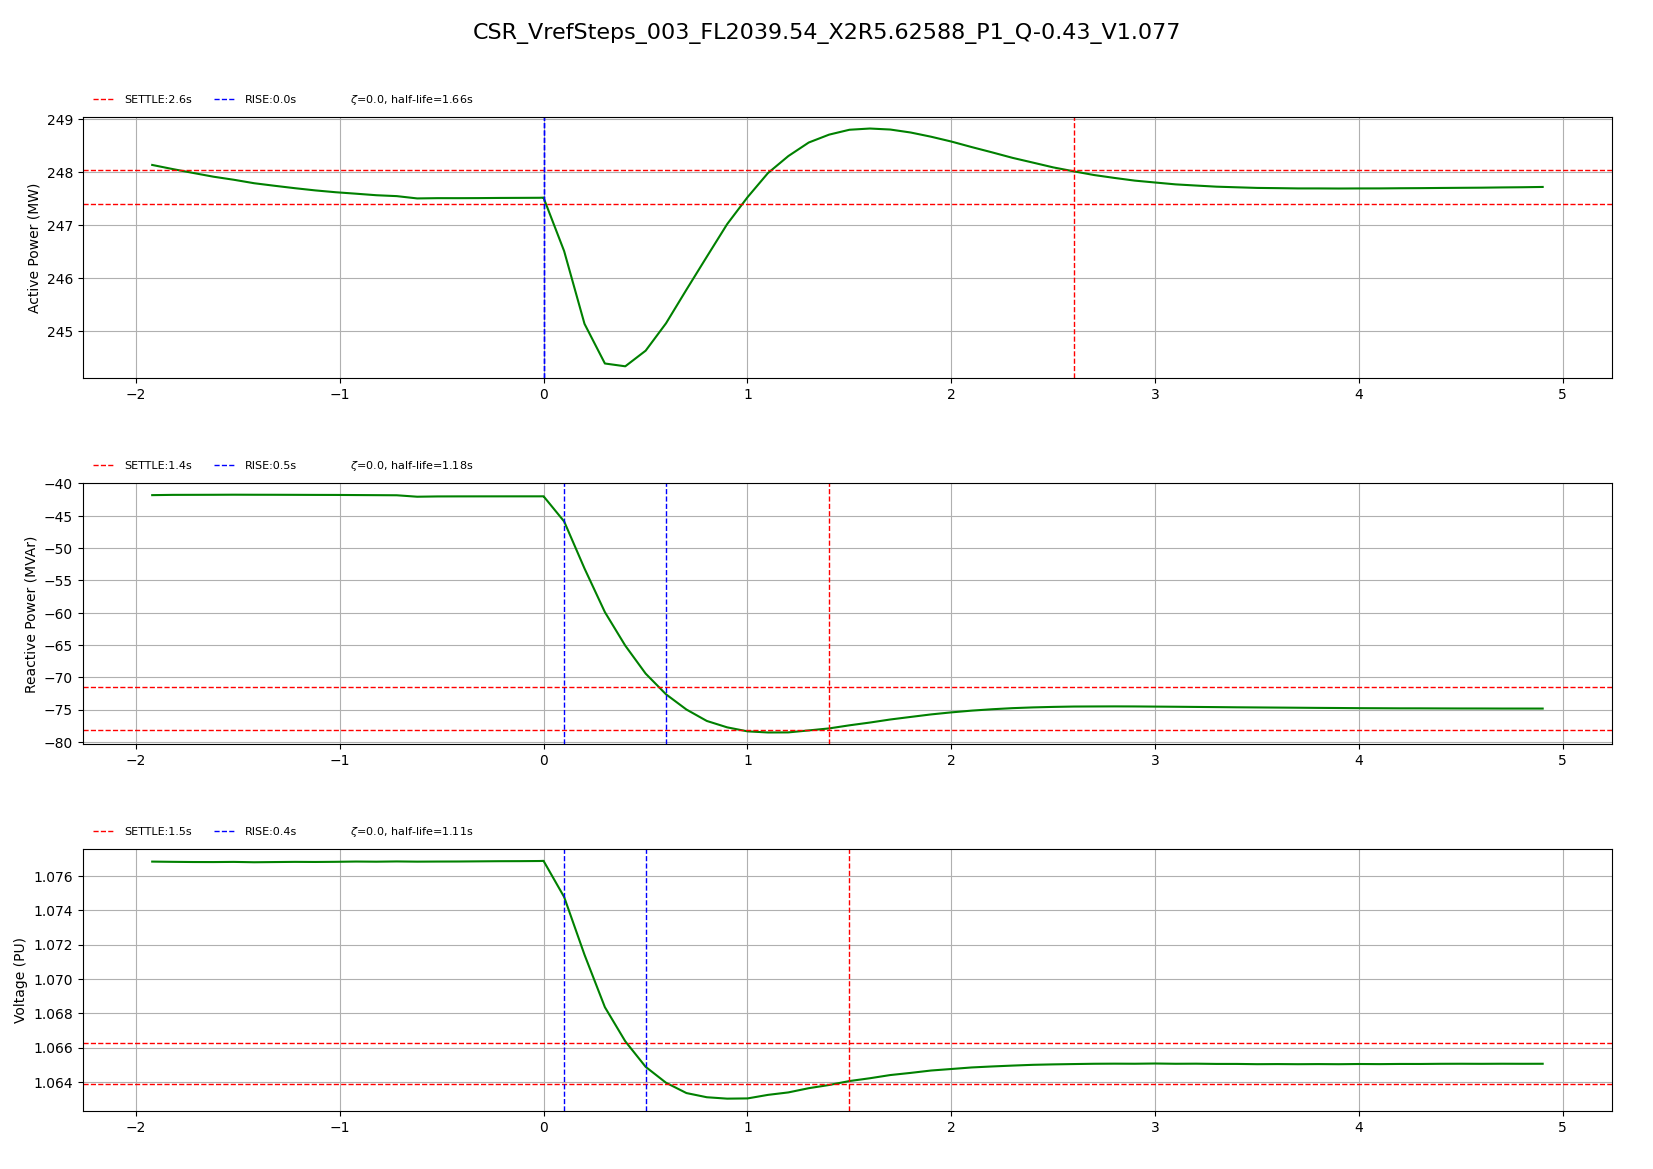 CSR_VrefSteps_003_FL2039.54_X2R5.62588_P1_Q-0.43_V1.077
SETTLE:2.6s RISE:0.0s ζ=0.0, half-life=1.66s
Active Power (MW)
249
248
247
246
245
−2 −1 0 1 2 3 4 5
SETTLE:1.4s RISE:0.5s ζ=0.0, half-life=1.18s
Reactive Power (MVAr)
−40
−45
−50
−55
−60
−65
−70
−75
−80
−2 −1 0 1 2 3 4 5
SETTLE:1.5s RISE:0.4s ζ=0.0, half-life=1.11s
Voltage (PU)
1.076
1.074
1.072
1.070
1.068
1.066
1.064
−2 −1 0 1 2 3 4 5